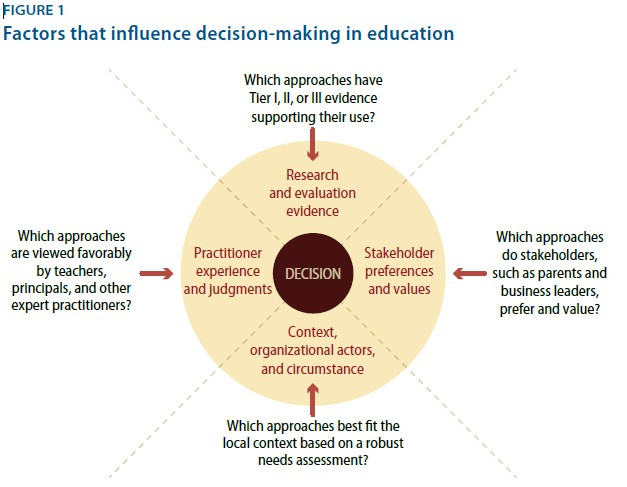 FIGURE 1
Factors that influence decision-making in education
Which approaches have
Tier I, II, or III evidence
supporting their use?
Research
and evaluation
evidence
Which approaches
are viewed favorably
by teachers,
principals, and other
expert practitioners?
Practitioner
experience
and judgments
DECISION
Stakeholder
preferences
and values
Which approaches
do stakeholders,
such as parents and
business leaders,
prefer and value?
Context,
organizational actors,
and circumstance
Which approaches best fit the
local context based on a robust
needs assessment?